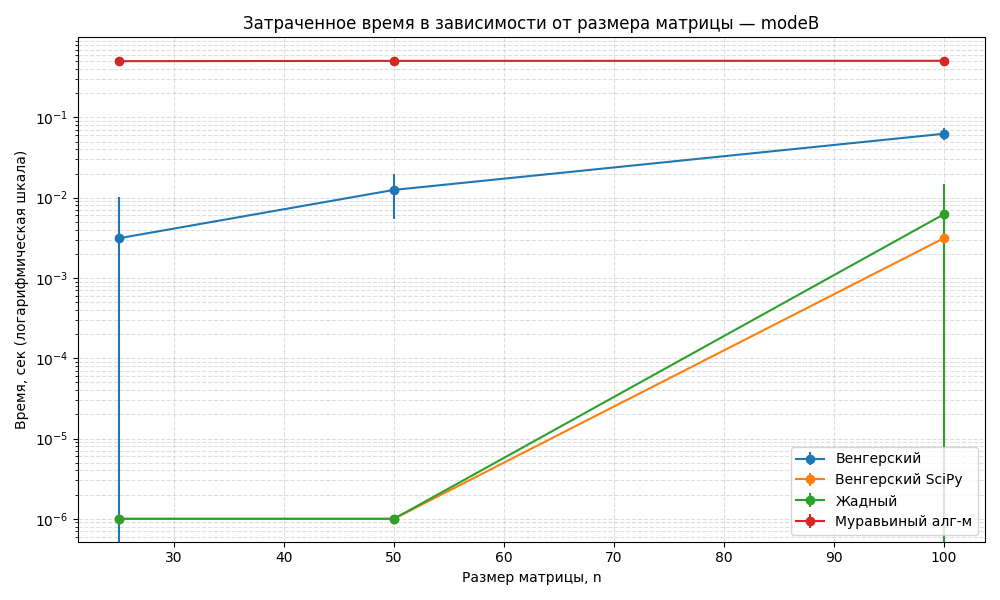 Затраченное время в зависимости от размера матрицы — modeB
Время, сек (логарифмическая шкала)
10⁻¹
10⁻²
10⁻³
10⁻⁴
10⁻⁵
10⁻⁶
Венгерский
Венгерский SciPy
Жадный
Муравьиный алг-м
30 40 50 60 70 80 90 100
Размер матрицы, n